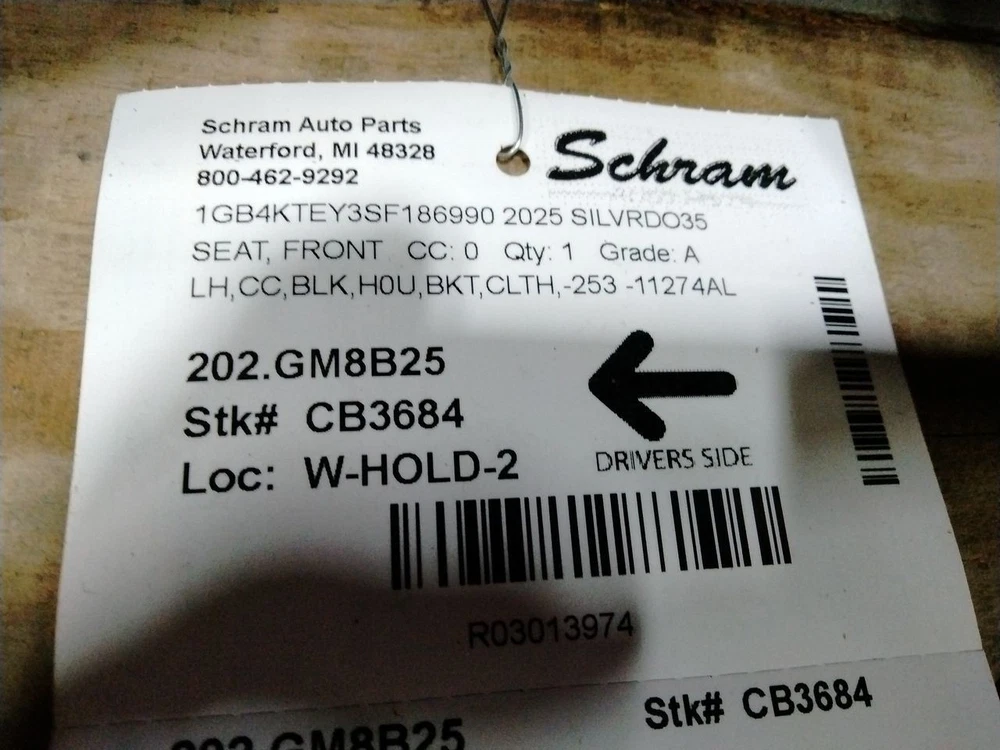 Schram Auto Parts
Waterford, MI 48328
800-462-9292
Schram
1GB4KTEY3SF186990 2025 SILVRDO35
SEAT, FRONT CC: 0 Qty: 1 Grade: A
LH,CC,BLK,H0U,BKT,CLTH,-253 -11274AL
202.GM8B25
Stk# CB3684
Loc: W-HOLD-2
DRIVERS SIDE
R03013974
Stk# CB3684
202.GM8B25